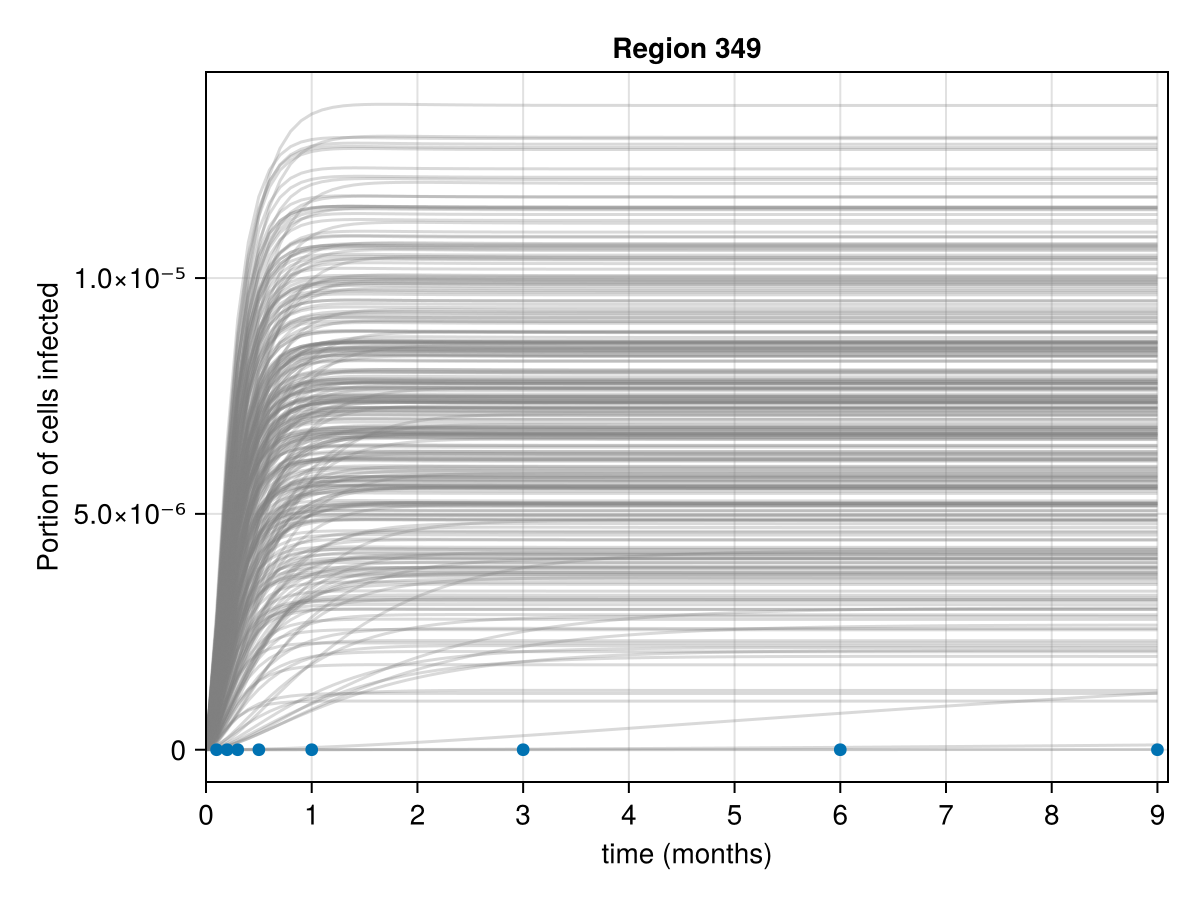 Region 349
Portion of cells infected
1.0×10⁻⁵
5.0×10⁻⁶
0
0 1 2 3 4 5 6 7 8 9
time (months)